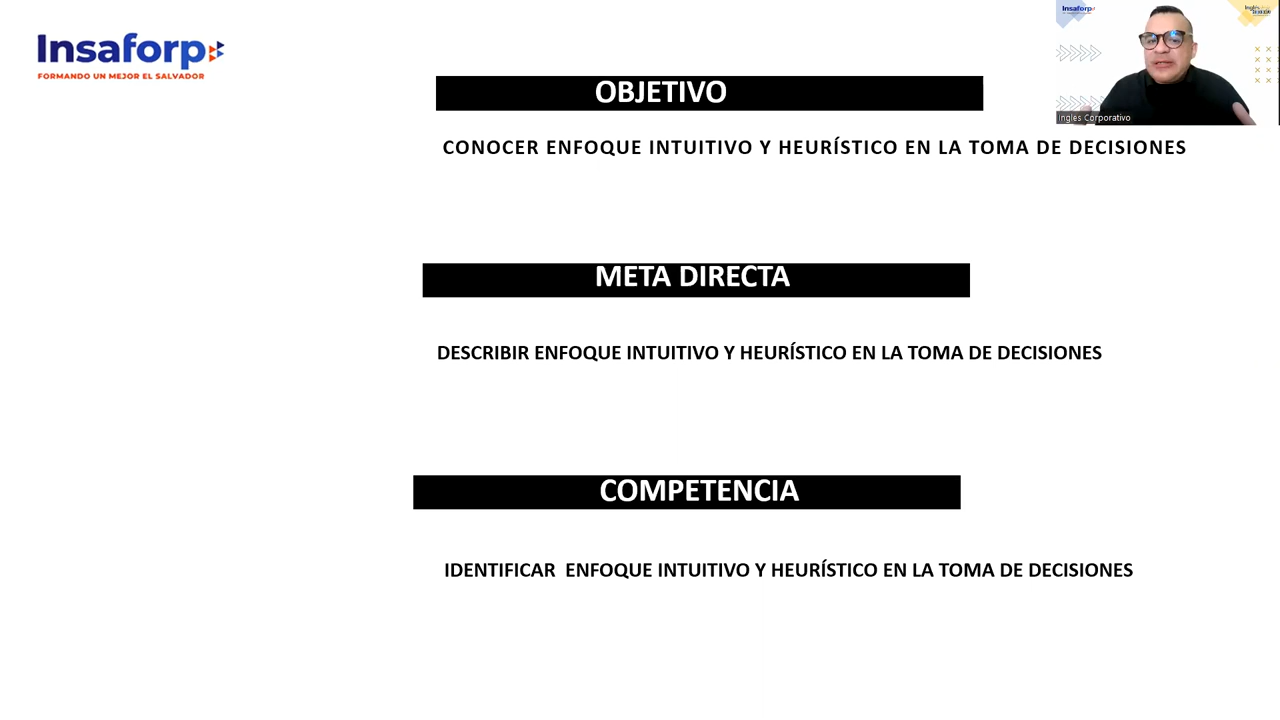 Insaforp
FORMANDO UN MEJOR EL SALVADOR
Insaforp
Ingles Corporativo
OBJETIVO
CONOCER ENFOQUE INTUITIVO Y HEURÍSTICO EN LA TOMA DE DECISIONES
META DIRECTA
DESCRIBIR ENFOQUE INTUITIVO Y HEURÍSTICO EN LA TOMA DE DECISIONES
COMPETENCIA
IDENTIFICAR ENFOQUE INTUITIVO Y HEURÍSTICO EN LA TOMA DE DECISIONES